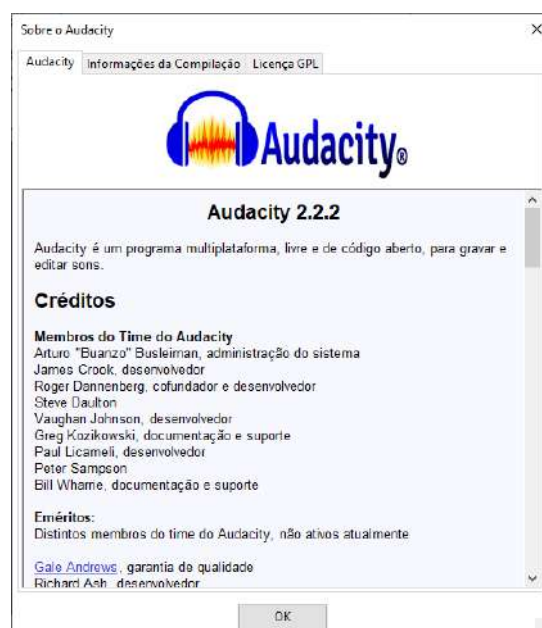 Sobre o Audacity
Audacity
Informações da Compilação
Licença GPL
Audacity®
Audacity 2.2.2
Audacity é um programa multiplataforma, livre e de código aberto, para gravar e
editar sons.
Créditos
Membros do Time do Audacity
Arturo "Buanzo" Busleiman, administração do sistema
James Crook, desenvolvedor
Roger Dannenberg, cofundador e desenvolvedor
Steve Daulton
Vaughan Johnson, desenvolvedor
Greg Kozikowski, documentação e suporte
Paul Licameli, desenvolvedor
Peter Sampson
Bill Wharrie, documentação e suporte
Eméritos:
Distintos membros do time do Audacity, não ativos atualmente
Gale Andrews, garantia de qualidade
Richard Ash, desenvolvedor
OK